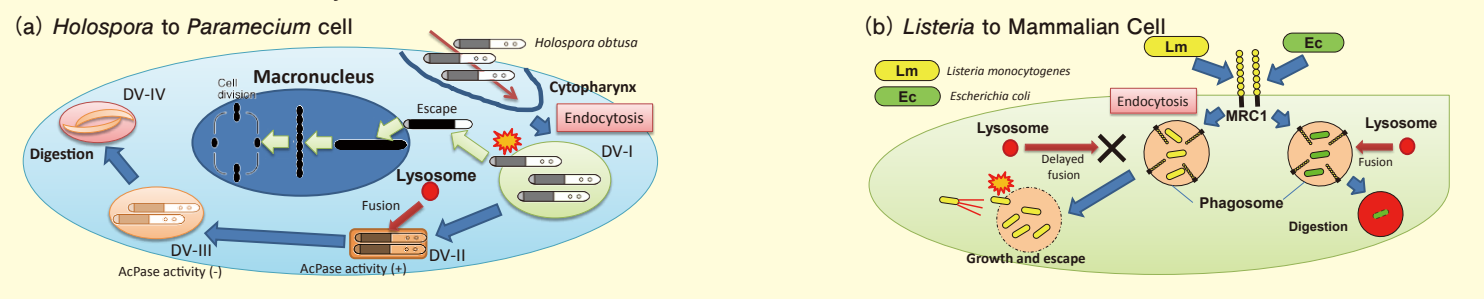 (a) Holospora to Paramecium cell
Holospora obtusa
Macronucleus
Cell
division
Cytopharynx
DV-IV
Escape
Endocytosis
Digestion
DV-I
Lysosome
Fusion
DV-III
DV-II
AcPase activity (-)
AcPase activity (+)
(b) Listeria to Mammalian Cell
Lm
Ec
Lm
Listeria monocytogenes
Ec
Escherichia coli
Endocytosis
MRC1
Lysosome
Lysosome
Delayed
fusion
Fusion
Phagosome
Digestion
Growth and escape